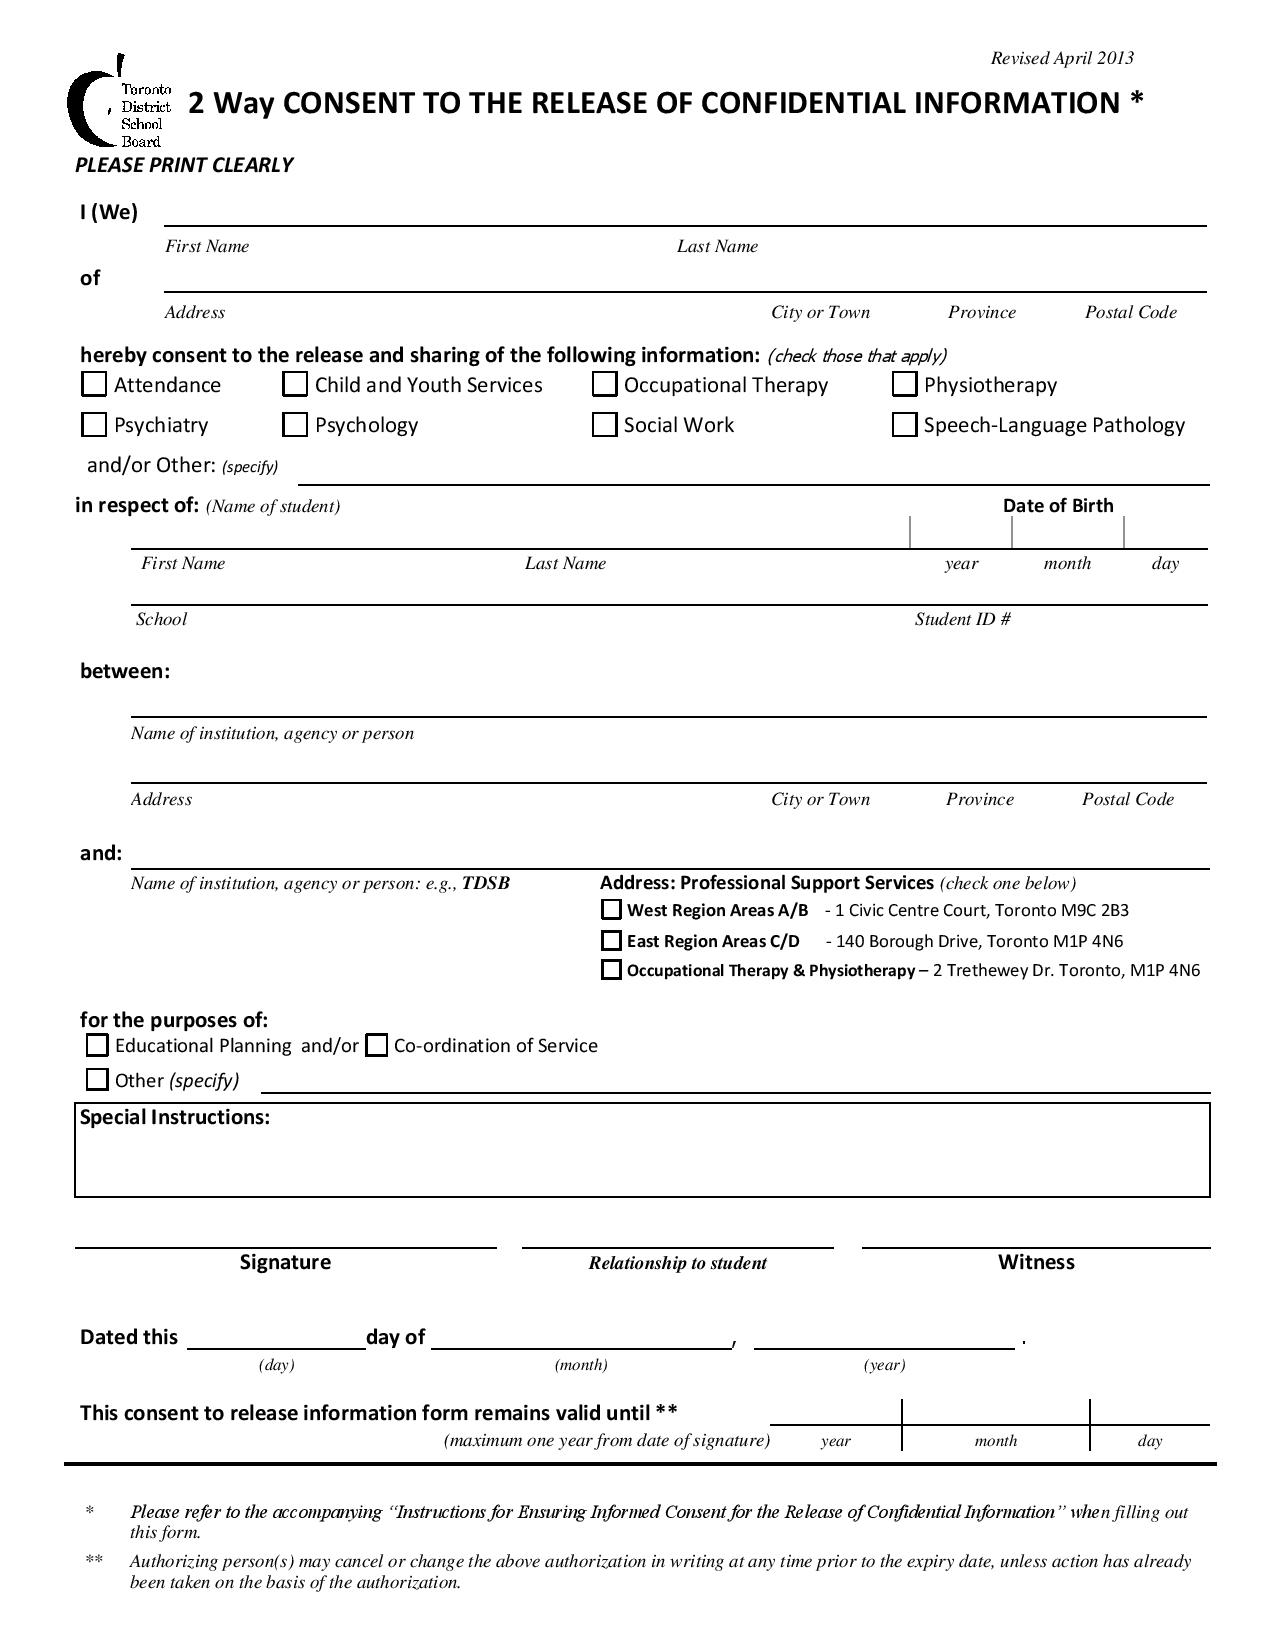 Revised April 2013
Toronto
District
School
Board
2 Way CONSENT TO THE RELEASE OF CONFIDENTIAL INFORMATION *
PLEASE PRINT CLEARLY
I (We)
First Name Last Name
of
Address City or Town Province Postal Code
hereby consent to the release and sharing of the following information: (check those that apply)
Attendance Child and Youth Services Occupational Therapy Physiotherapy
Psychiatry Psychology Social Work Speech-Language Pathology
and/or Other: (specify)
in respect of: (Name of student) Date of Birth
First Name Last Name year month day
School Student ID #
between:
Name of institution, agency or person
Address City or Town Province Postal Code
and:
Name of institution, agency or person: e.g., TDSB Address: Professional Support Services (check one below)
West Region Areas A/B - 1 Civic Centre Court, Toronto M9C 2B3
East Region Areas C/D - 140 Borough Drive, Toronto M1P 4N6
Occupational Therapy & Physiotherapy – 2 Trethewey Dr. Toronto, M1P 4N6
for the purposes of:
Educational Planning and/or Co-ordination of Service
Other (specify)
Special Instructions:
Signature Relationship to student Witness
Dated this day of , .
(day) (month) (year)
This consent to release information form remains valid until **
(maximum one year from date of signature) year month day
* Please refer to the accompanying “Instructions for Ensuring Informed Consent for the Release of Confidential Information” when filling out
this form.
** Authorizing person(s) may cancel or change the above authorization in writing at any time prior to the expiry date, unless action has already
been taken on the basis of the authorization.